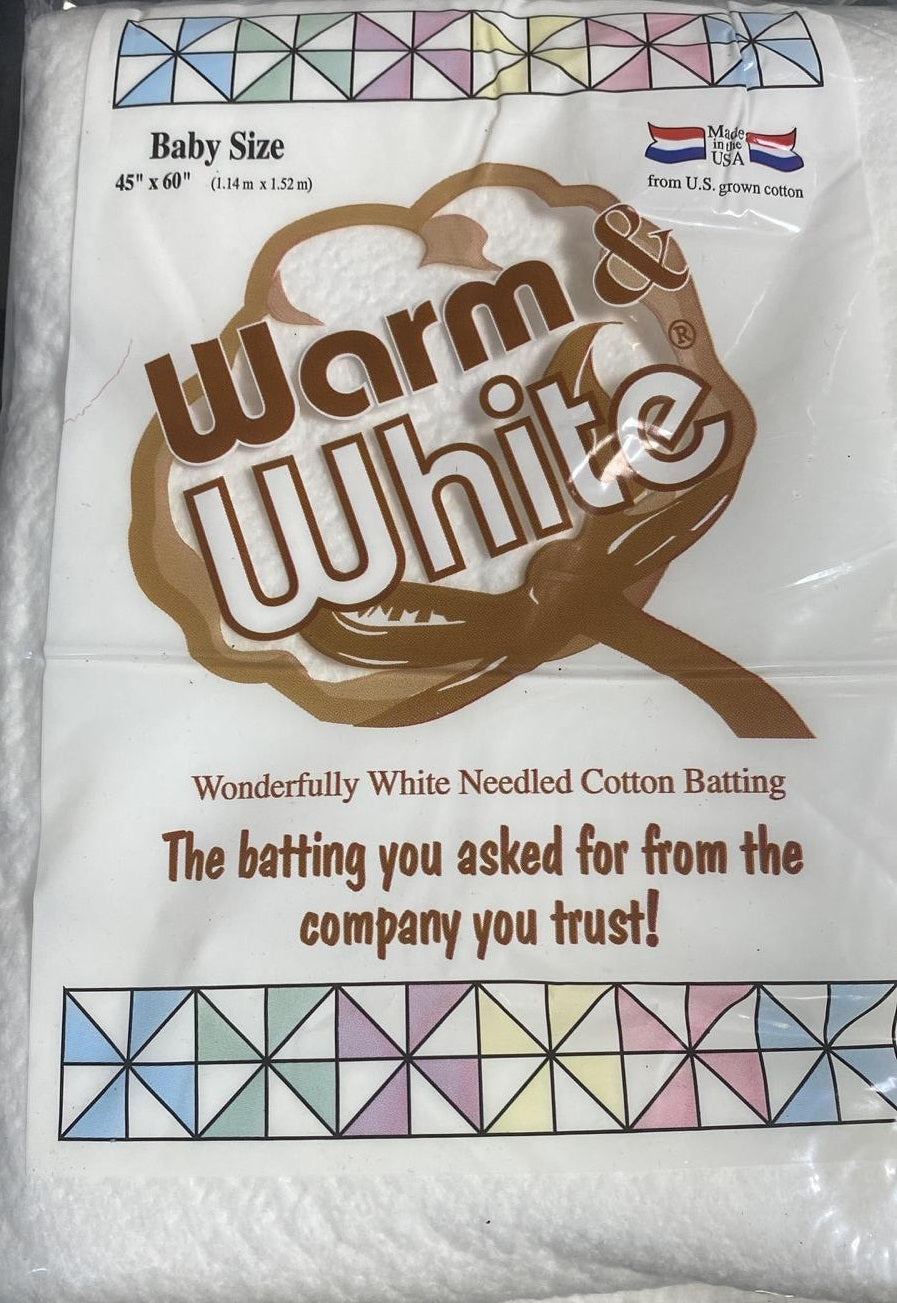 Baby Size
45" x 60" (1.14 m x 1.52 m)
Made
in the
USA
from U.S. grown cotton
Warm &
White®
Wonderfully White Needled Cotton Batting
The batting you asked for from the
company you trust!